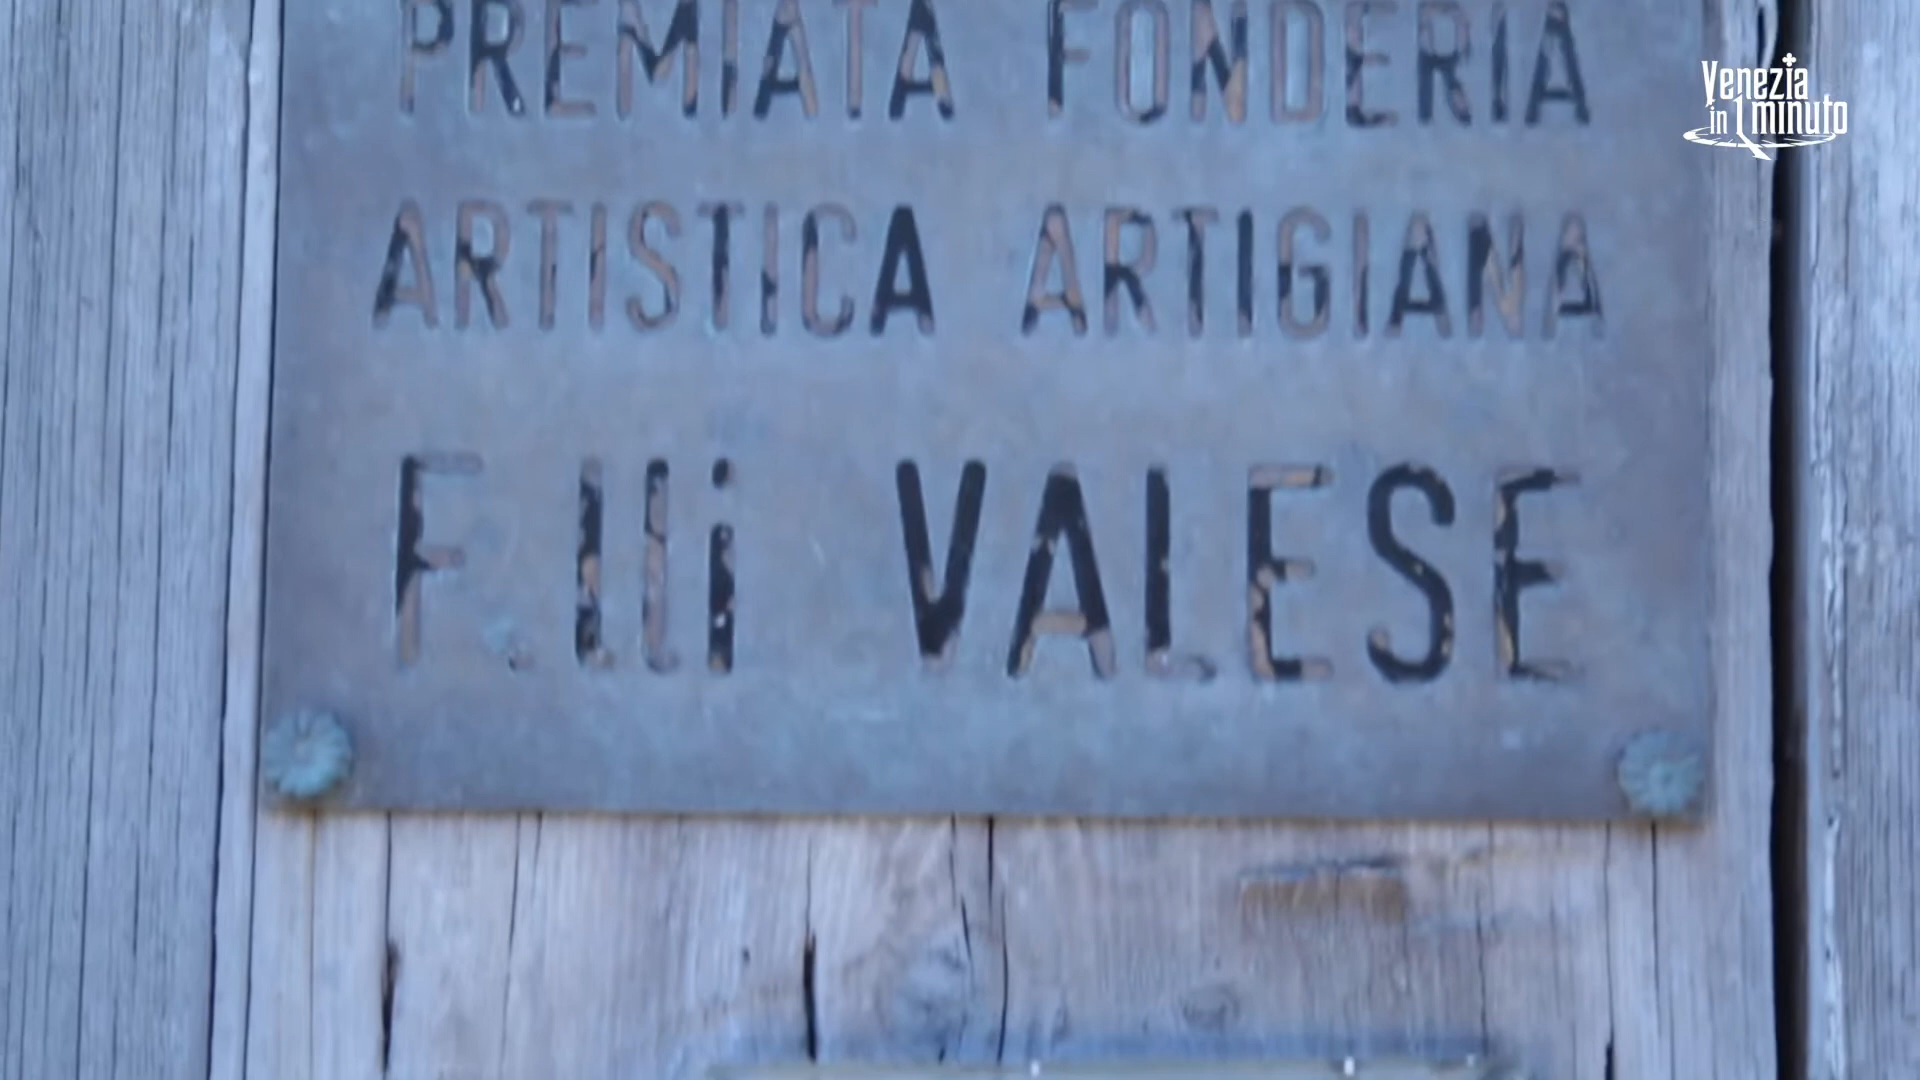 PREMIATA FONDERIA
ARTISTICA ARTIGIANA
F.lli VALESE
Venezia
in 1 minuto